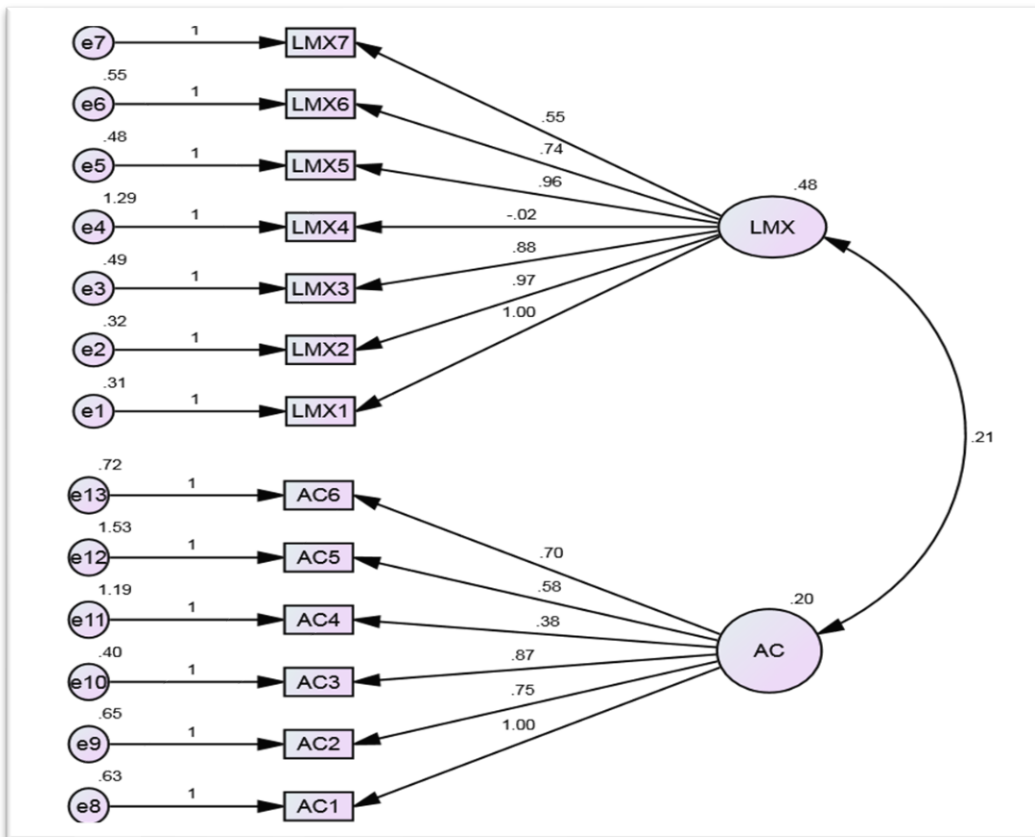 e7 1 LMX7
.55
e6 1 LMX6
.48
e5 1 LMX5
1.29
e4 1 LMX4
.49
e3 1 LMX3
.32
e2 1 LMX2
.31
e1 1 LMX1
.55
.74
.96
-.02
.88
.97
1.00
.48
LMX
.21
.72
e13 1 AC6
1.53
e12 1 AC5
1.19
e11 1 AC4
.40
e10 1 AC3
.65
e9 1 AC2
.63
e8 1 AC1
.70
.58
.38
.87
.75
1.00
.20
AC